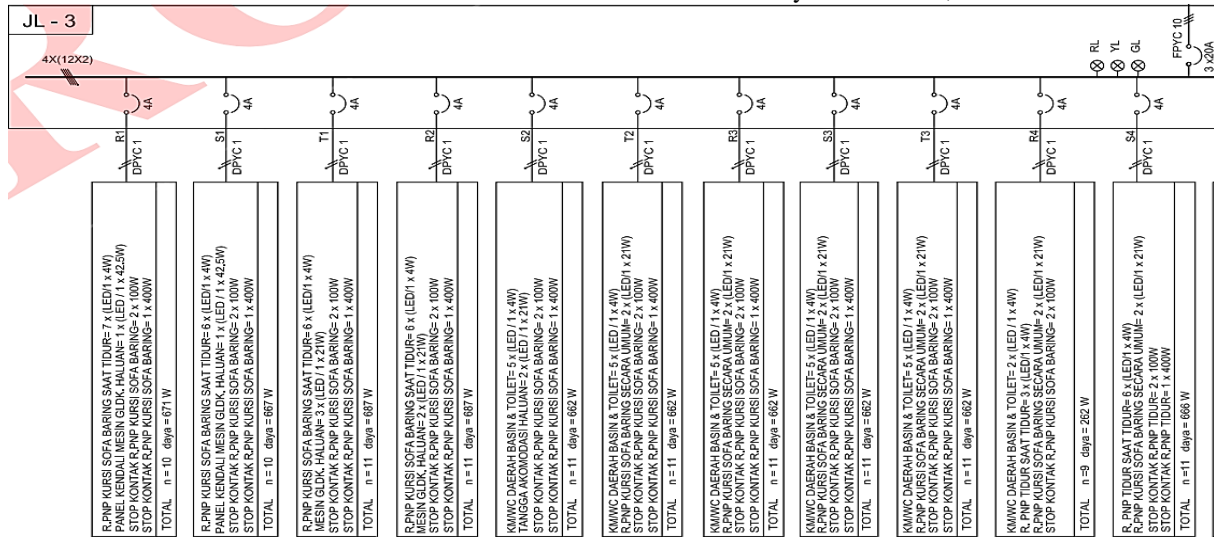 JL - 3
4X(12X2)
RL
YL
GL
FPYC 10
3 x20A
4A
4A
4A
4A
4A
4A
4A
4A
4A
4A
4A
R1
S1
T1
R2
S2
T2
R3
S3
T3
R4
S4
DPYC 1
DPYC 1
DPYC 1
DPYC 1
DPYC 1
DPYC 1
DPYC 1
DPYC 1
DPYC 1
DPYC 1
DPYC 1
R.PNP KURSI SOFA BARING SAAT TIDUR= 7 x (LED/1 x 4W)
PANEL KENDALI MESIN GLDK, HALUAN= 1 x (LED / 1 x 42,5W)
STOP KONTAK R.PNP KURSI SOFA BARING= 2 x 100W
STOP KONTAK R.PNP KURSI SOFA BARING= 1 x 400W
TOTAL n = 10 daya = 671 W
R.PNP KURSI SOFA BARING SAAT TIDUR= 6 x (LED/1 x 4W)
PANEL KENDALI MESIN GLDK, HALUAN= 1 x (LED / 1 x 42,5W)
STOP KONTAK R.PNP KURSI SOFA BARING= 2 x 100W
STOP KONTAK R.PNP KURSI SOFA BARING= 1 x 400W
TOTAL n = 10 daya = 667 W
R.PNP KURSI SOFA BARING SAAT TIDUR= 6 x (LED/1 x 4W)
MESIN GLDK, HALUAN= 3 x (LED / 1 x 21W)
STOP KONTAK R.PNP KURSI SOFA BARING= 2 x 100W
STOP KONTAK R.PNP KURSI SOFA BARING= 1 x 400W
TOTAL n = 11 daya = 687 W
R.PNP KURSI SOFA BARING SAAT TIDUR= 6 x (LED/1 x 4W)
MESIN GLDK, HALUAN= 2 x (LED / 1 x 21W)
STOP KONTAK R.PNP KURSI SOFA BARING= 2 x 100W
STOP KONTAK R.PNP KURSI SOFA BARING= 1 x 400W
TOTAL n = 11 daya = 687 W
KM/WC DAERAH BASIN & TOILET= 5 x (LED / 1 x 4W)
TANGGA AKOMODASI HALUAN= 2 x (LED / 1 x 21W)
STOP KONTAK R.PNP KURSI SOFA BARING= 2 x 100W
STOP KONTAK R.PNP KURSI SOFA BARING= 1 x 400W
TOTAL n = 11 daya = 662 W
KM/WC DAERAH BASIN & TOILET= 5 x (LED / 1 x 4W)
R.PNP KURSI SOFA BARING SECARA UMUM= 2 x (LED/1 x 21W)
STOP KONTAK R.PNP KURSI SOFA BARING= 2 x 100W
STOP KONTAK R.PNP KURSI SOFA BARING= 1 x 400W
TOTAL n = 11 daya = 662 W
KM/WC DAERAH BASIN & TOILET= 5 x (LED / 1 x 4W)
R.PNP KURSI SOFA BARING SECARA UMUM= 2 x (LED/1 x 21W)
STOP KONTAK R.PNP KURSI SOFA BARING= 2 x 100W
STOP KONTAK R.PNP KURSI SOFA BARING= 1 x 400W
TOTAL n = 11 daya = 662 W
KM/WC DAERAH BASIN & TOILET= 5 x (LED / 1 x 4W)
R.PNP KURSI SOFA BARING SECARA UMUM= 2 x (LED/1 x 21W)
STOP KONTAK R.PNP KURSI SOFA BARING= 2 x 100W
STOP KONTAK R.PNP KURSI SOFA BARING= 1 x 400W
TOTAL n = 11 daya = 662 W
KM/WC DAERAH BASIN & TOILET= 5 x (LED / 1 x 4W)
R.PNP KURSI SOFA BARING SECARA UMUM= 2 x (LED/1 x 21W)
STOP KONTAK R.PNP KURSI SOFA BARING= 2 x 100W
STOP KONTAK R.PNP KURSI SOFA BARING= 1 x 400W
TOTAL n = 11 daya = 662 W
KM/WC DAERAH BASIN & TOILET= 2 x (LED / 1 x 4W)
R. PNP TIDUR SAAT TIDUR= 3 x (LED/1 x 4W)
R.PNP KURSI SOFA BARING SECARA UMUM= 2 x (LED/1 x 21W)
STOP KONTAK R.PNP KURSI SOFA BARING= 2 x 100W
TOTAL n =9 daya = 262 W
R. PNP TIDUR SAAT TIDUR= 6 x (LED/1 x 4W)
R.PNP KURSI SOFA BARING SECARA UMUM= 2 x (LED/1 x 21W)
STOP KONTAK R.PNP TIDUR= 2 x 100W
STOP KONTAK R.PNP TIDUR= 1 x 400W
TOTAL n =11 daya = 666 W